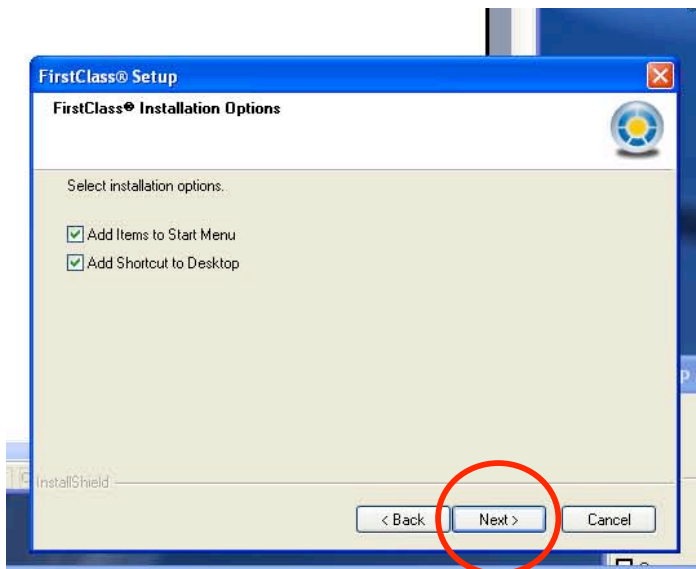 FirstClass® Setup
FirstClass® Installation Options
Select installation options.
Add Items to Start Menu
Add Shortcut to Desktop
p
InstallShield
< Back Next > Cancel